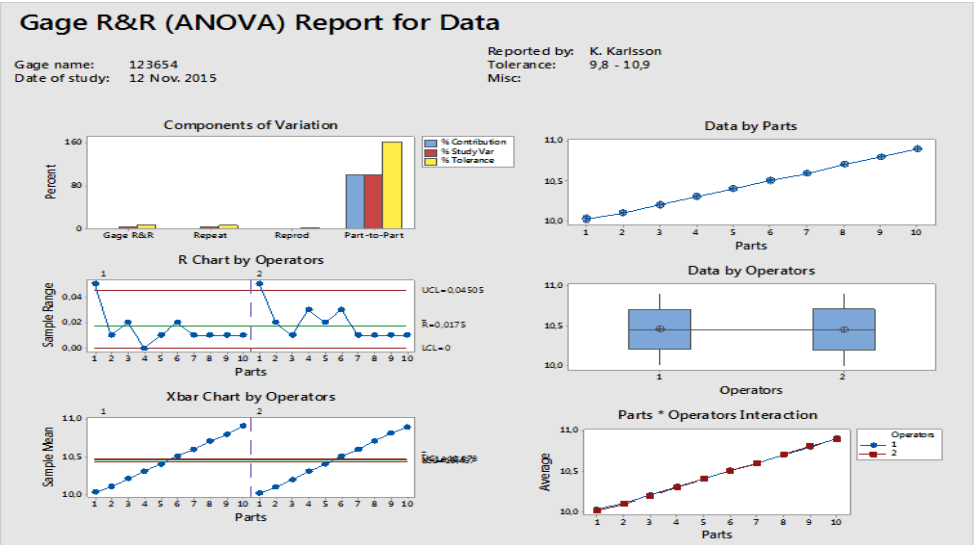 Gage R&R (ANOVA) Report for Data
Gage name: 123654
Date of study: 12 Nov. 2015
Reported by: K. Karlsson
Tolerance: 9,8 - 10,9
Misc:
Components of Variation
Percent
160
80
0
Gage R&R Repeat Reprod Part-to-Part
% Contribution
% Study Var
% Tolerance
R Chart by Operators
1 2
Sample Range
0,04
0,02
0,00
UCL=0,04505
R=0,0175
LCL=0
1 2 3 4 5 6 7 8 9 10 1 2 3 4 5 6 7 8 9 10
Parts
Xbar Chart by Operators
1 2
Sample Mean
11,0
10,5
10,0
1 2 3 4 5 6 7 8 9 10 1 2 3 4 5 6 7 8 9 10
Parts
Data by Parts
11,0
10,5
10,0
1 2 3 4 5 6 7 8 9 10
Parts
Data by Operators
11,0
10,5
10,0
1 2
Operators
Parts * Operators Interaction
Average
11,0
10,5
10,0
1 2 3 4 5 6 7 8 9 10
Parts
Operators
1
2